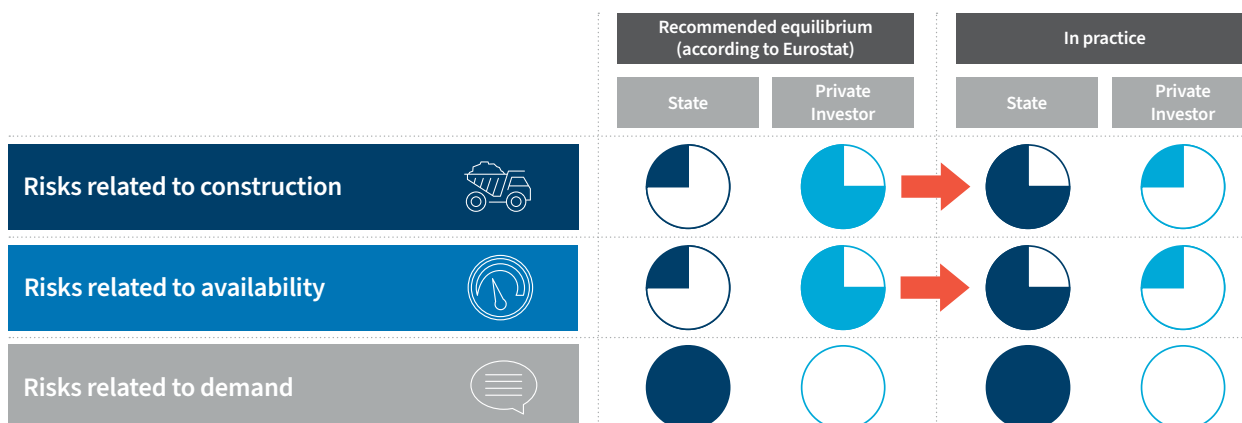 Recommended equilibrium
(according to Eurostat)
In practice
State
Private
Investor
State
Private
Investor
Risks related to construction
Risks related to availability
Risks related to demand